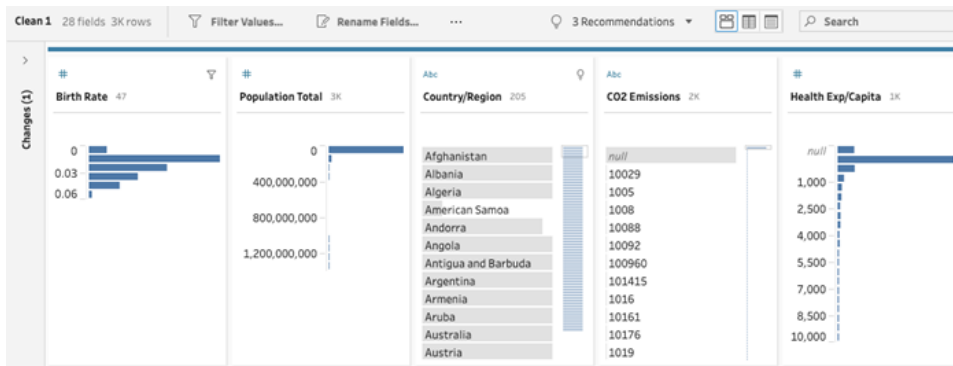 Clean 1 28 fields 3K rows Filter Values... Rename Fields... ... 3 Recommendations Search
Changes (1)
# 
Birth Rate 47
0
0.03
0.06
#
Population Total 3K
0
400,000,000
800,000,000
1,200,000,000
Abc
Country/Region 205
Afghanistan
Albania
Algeria
American Samoa
Andorra
Angola
Antigua and Barbuda
Argentina
Armenia
Aruba
Australia
Austria
Abc
CO2 Emissions 2K
null
10029
1005
1008
10088
10092
100960
101415
1016
10161
10176
1019
#
Health Exp/Capita 1K
null
1,000
2,500
4,000
5,500
7,000
8,500
10,000